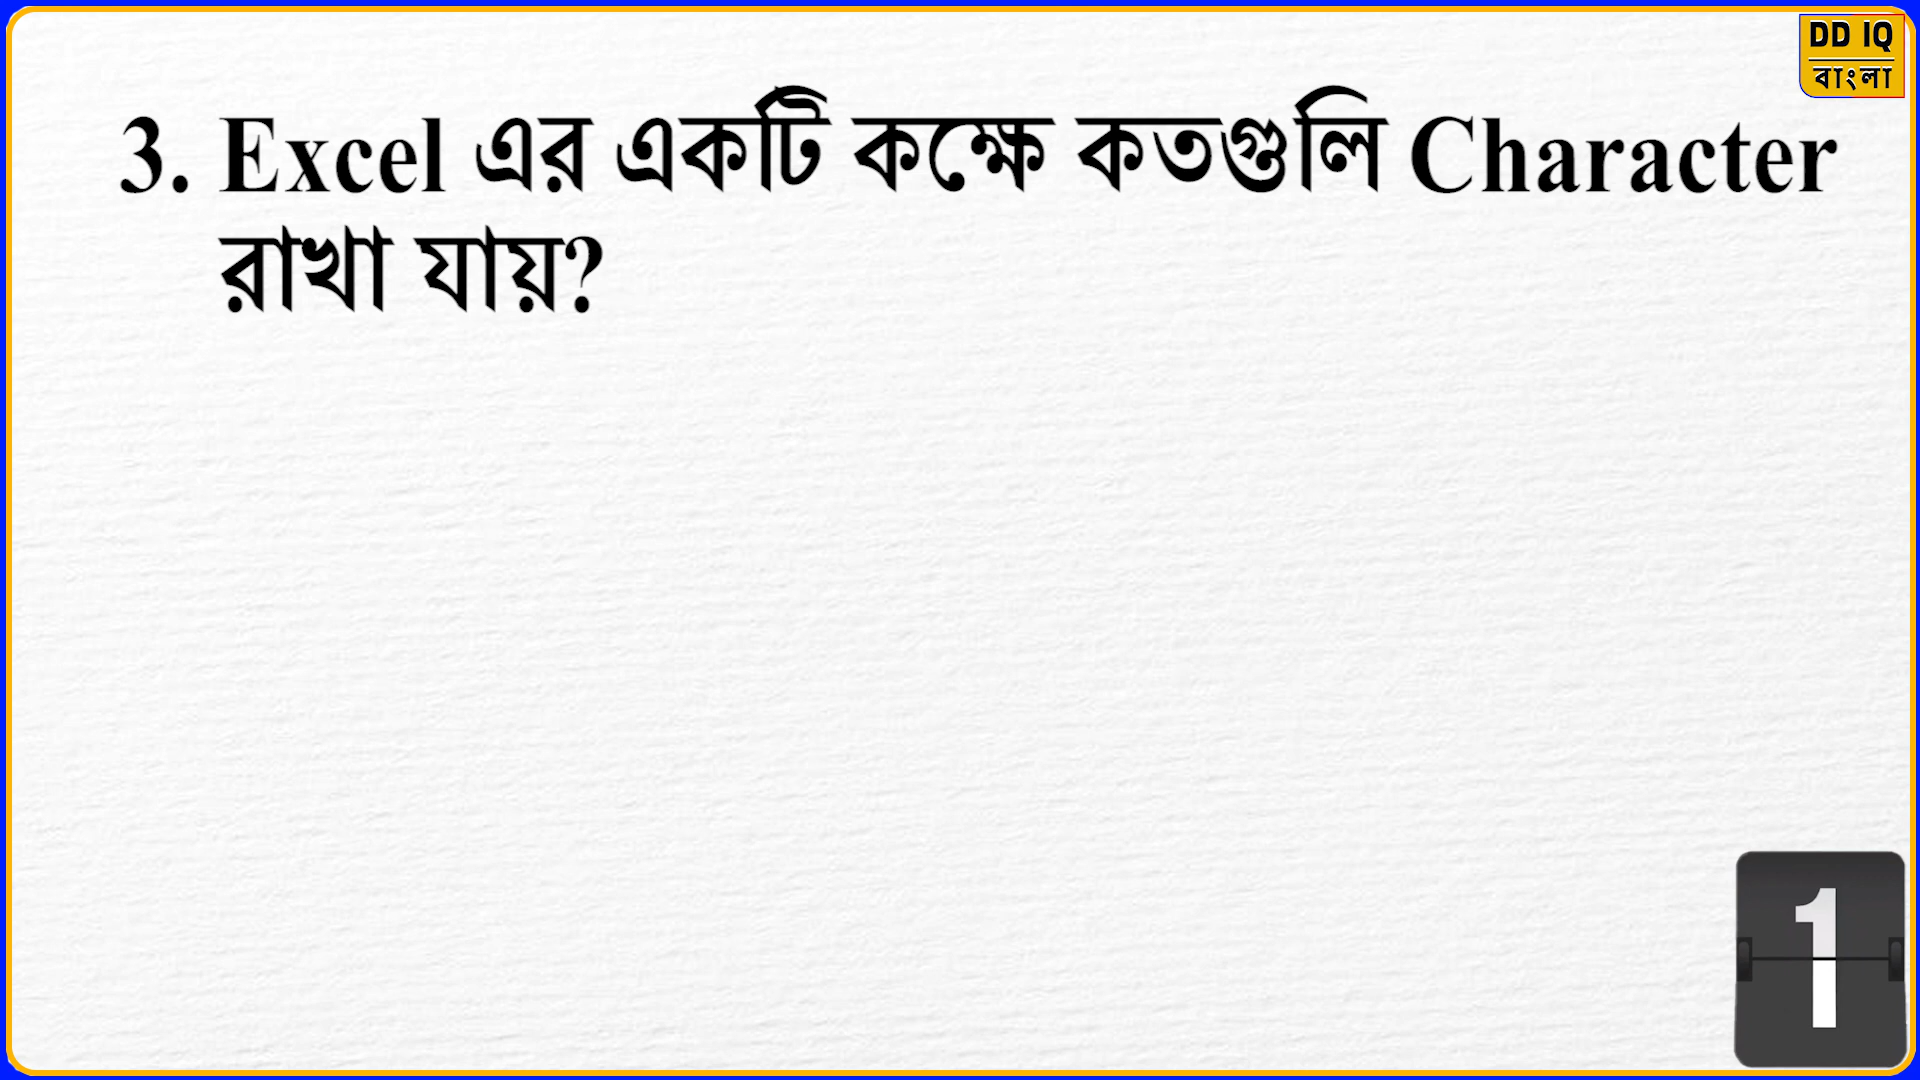 DD IQ
বাংলা
3. Excel এর একটি কক্ষে কতগুলি Character
রাখা যায়?
1